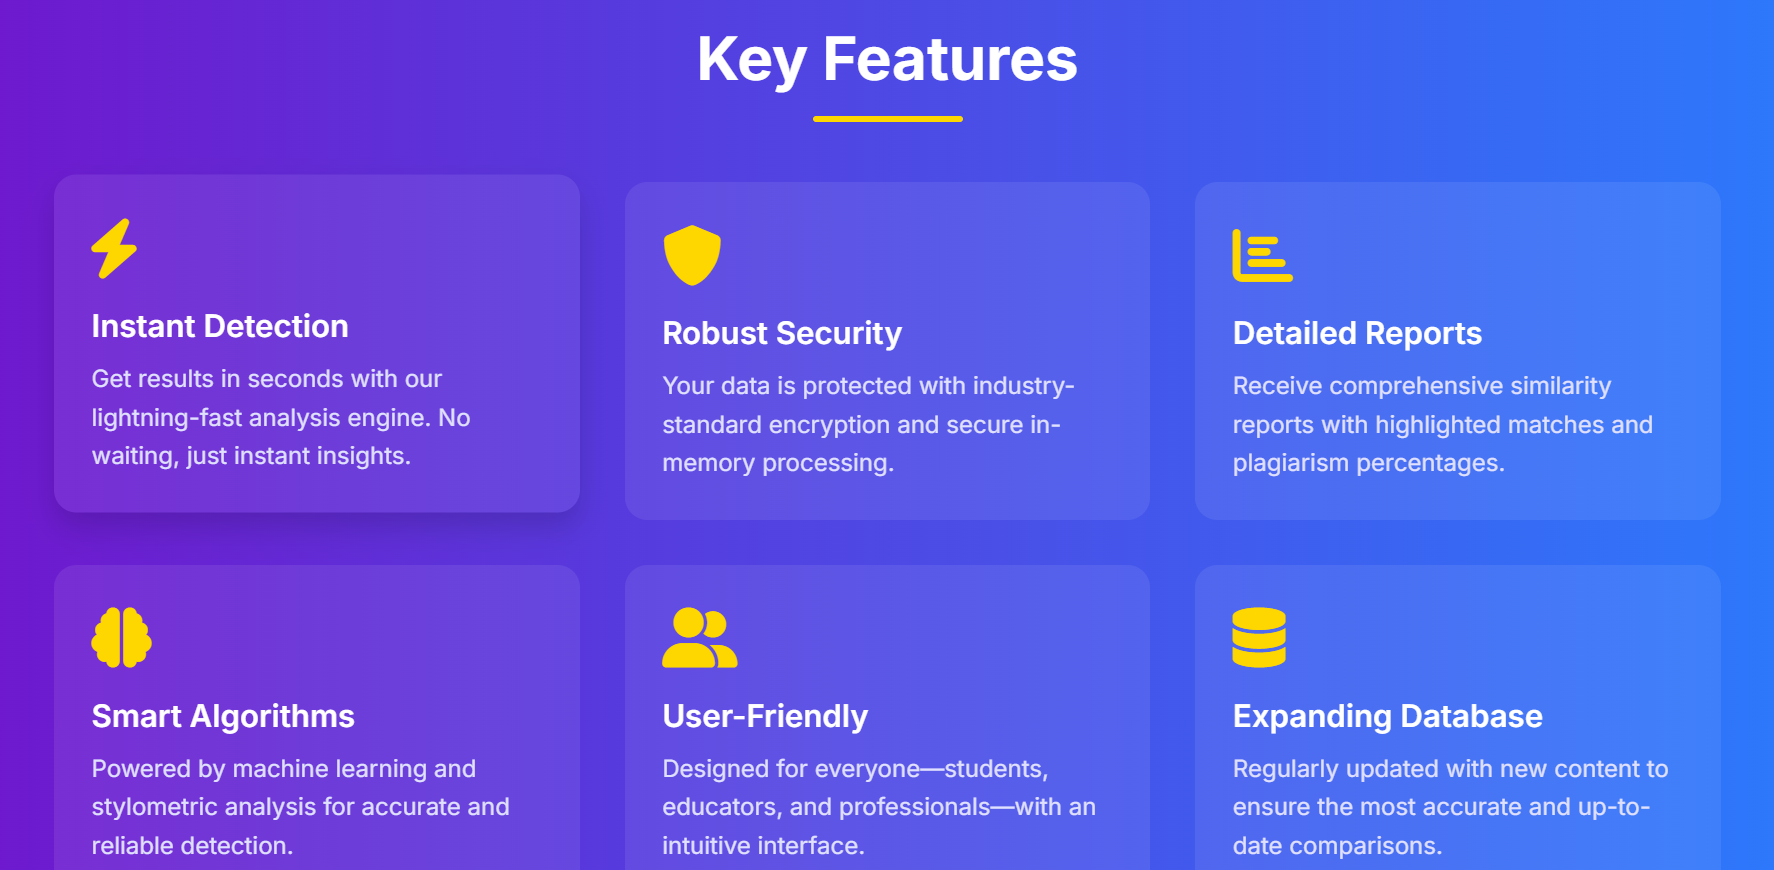 Key Features
Instant Detection
Get results in seconds with our
lightning-fast analysis engine. No
waiting, just instant insights.
Robust Security
Your data is protected with industry-
standard encryption and secure in-
memory processing.
Detailed Reports
Receive comprehensive similarity
reports with highlighted matches and
plagiarism percentages.
Smart Algorithms
Powered by machine learning and
stylometric analysis for accurate and
reliable detection.
User-Friendly
Designed for everyone—students,
educators, and professionals—with an
intuitive interface.
Expanding Database
Regularly updated with new content to
ensure the most accurate and up-to-
date comparisons.